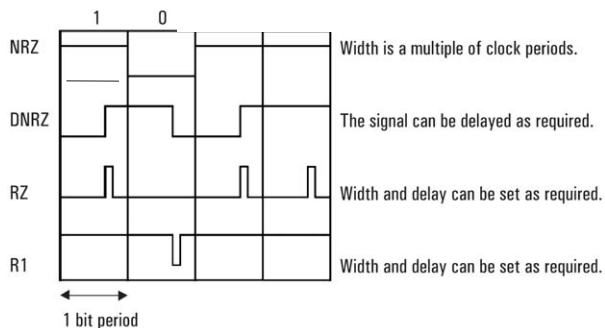 1 0
NRZ Width is a multiple of clock periods.
DNRZ The signal can be delayed as required.
RZ Width and delay can be set as required.
R1 Width and delay can be set as required.
1 bit period